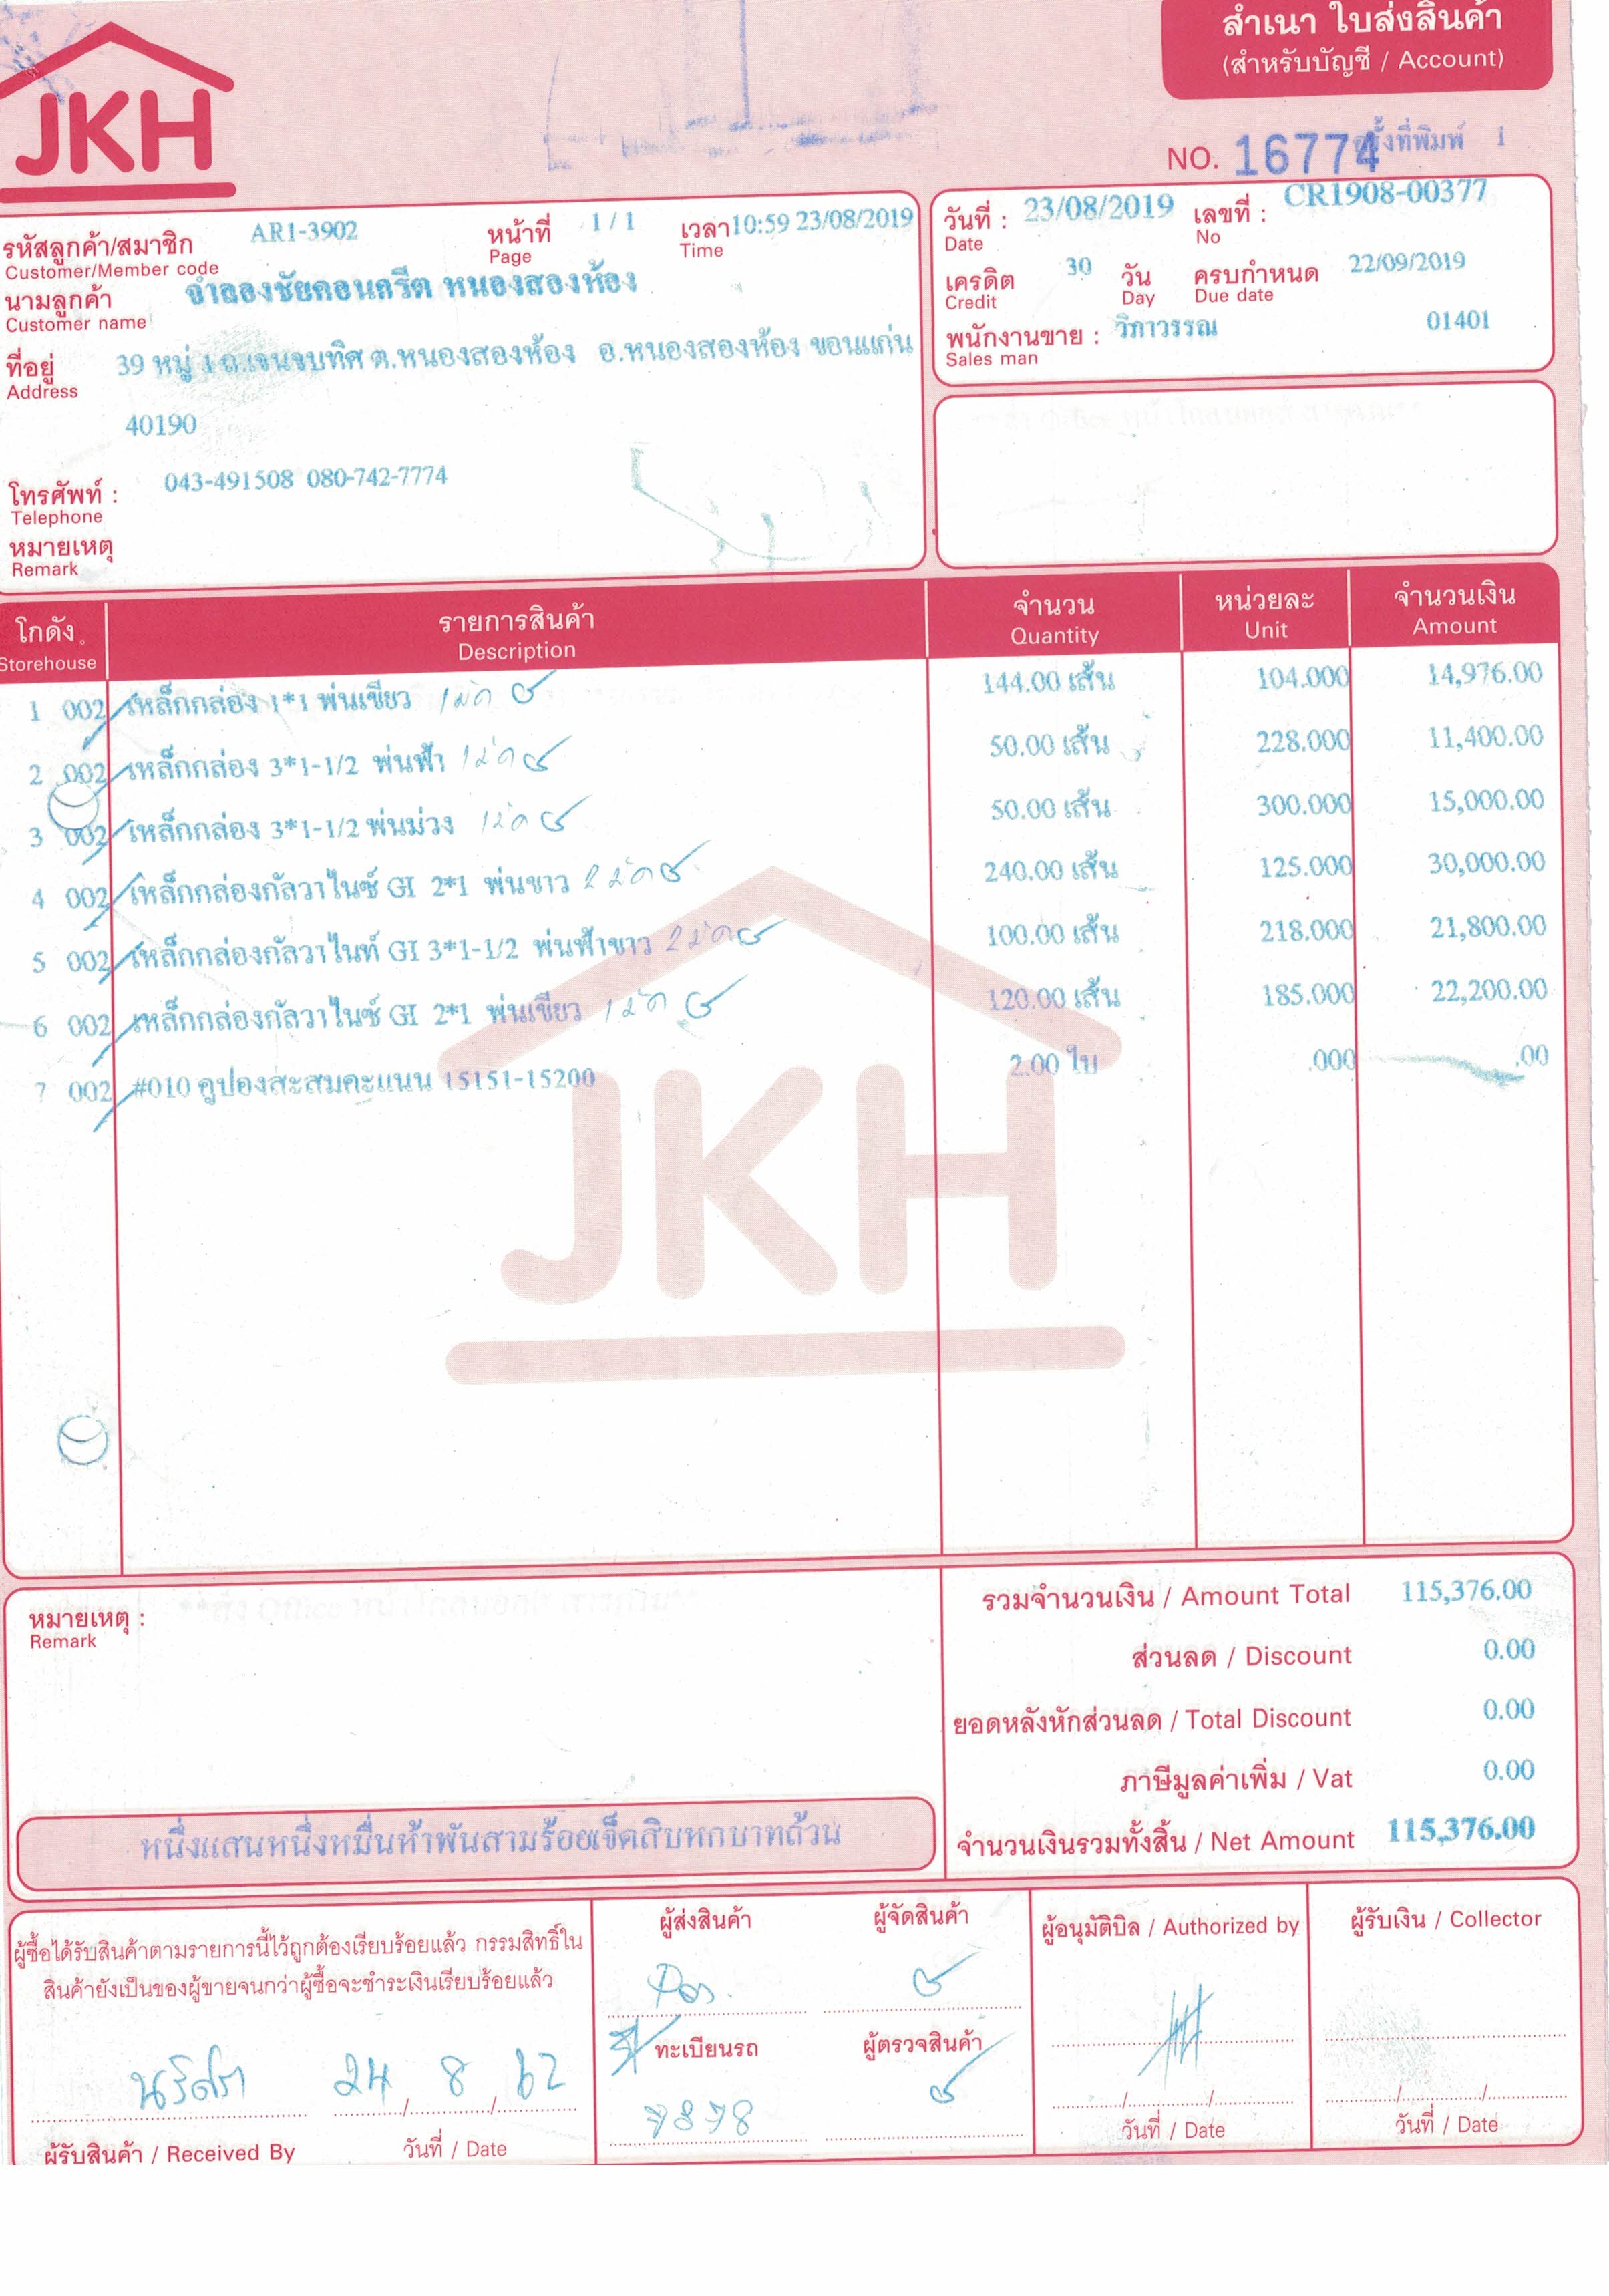 สำเนา ใบส่งสินค้า
(สำหรับบัญชี / Account)
JKH
NO. 16774 ครั้งที่พิมพ์ 1
รหัสลูกค้า/สมาชิก AR1-3902 หน้าที่ 1 / 1 เวลา 10:59 23/08/2019
Customer/Member code Page Time
นามลูกค้า จำลองชัยคอนกรีต หนองสองห้อง
Customer name
ที่อยู่ 39 หมู่ 1 ถ.เจนจบทิศ ต.หนองสองห้อง อ.หนองสองห้อง ขอนแก่น
Address
40190
โทรศัพท์ : 043-491508 080-742-7774
Telephone
หมายเหตุ
Remark
วันที่ : 23/08/2019 เลขที่ : CR1908-00377
Date No
เครดิต 30 วัน ครบกำหนด 22/09/2019
Credit Day Due date
พนักงานขาย : วิภาวรรณ 01401
Sales man
โกดัง รายการสินค้า จำนวน หน่วยละ จำนวนเงิน
Storehouse Description Quantity Unit Amount
1 002 เหล็กกล่อง 1*1 พ่นเขียว 1มัด 144.00 เส้น 104.000 14,976.00
2 002 เหล็กกล่อง 3*1-1/2 พ่นฟ้า 1มัด 50.00 เส้น 228.000 11,400.00
3 002 เหล็กกล่อง 3*1-1/2 พ่นม่วง 1มัด 50.00 เส้น 300.000 15,000.00
4 002 เหล็กกล่องกัลวาไนซ์ GI 2*1 พ่นขาว 2มัด 240.00 เส้น 125.000 30,000.00
5 002 เหล็กกล่องกัลวาไนท์ GI 3*1-1/2 พ่นฟ้าขาว 2มัด 100.00 เส้น 218.000 21,800.00
6 002 เหล็กกล่องกัลวาไนซ์ GI 2*1 พ่นเขียว 1มัด 120.00 เส้น 185.000 22,200.00
7 002 #010 คูปองสะสมคะแนน 15151-15200 2.00 ใบ .000 .00
JKH
หมายเหตุ :
Remark
รวมจำนวนเงิน / Amount Total 115,376.00
ส่วนลด / Discount 0.00
ยอดหลังหักส่วนลด / Total Discount 0.00
ภาษีมูลค่าเพิ่ม / Vat 0.00
หนึ่งแสนหนึ่งหมื่นห้าพันสามร้อยเจ็ดสิบหกบาทถ้วน
จำนวนเงินรวมทั้งสิ้น / Net Amount 115,376.00
ผู้ซื้อได้รับสินค้าตามรายการนี้ไว้ถูกต้องเรียบร้อยแล้ว กรรมสิทธิ์ใน
สินค้ายังเป็นของผู้ขายจนกว่าผู้ซื้อจะชำระเงินเรียบร้อยแล้ว
24 / 8 / 62
ผู้รับสินค้า / Received By วันที่ / Date
ผู้ส่งสินค้า ผู้จัดสินค้า
ทะเบียนรถ ผู้ตรวจสินค้า
ผู้อนุมัติบิล / Authorized by
วันที่ / Date
ผู้รับเงิน / Collector
วันที่ / Date